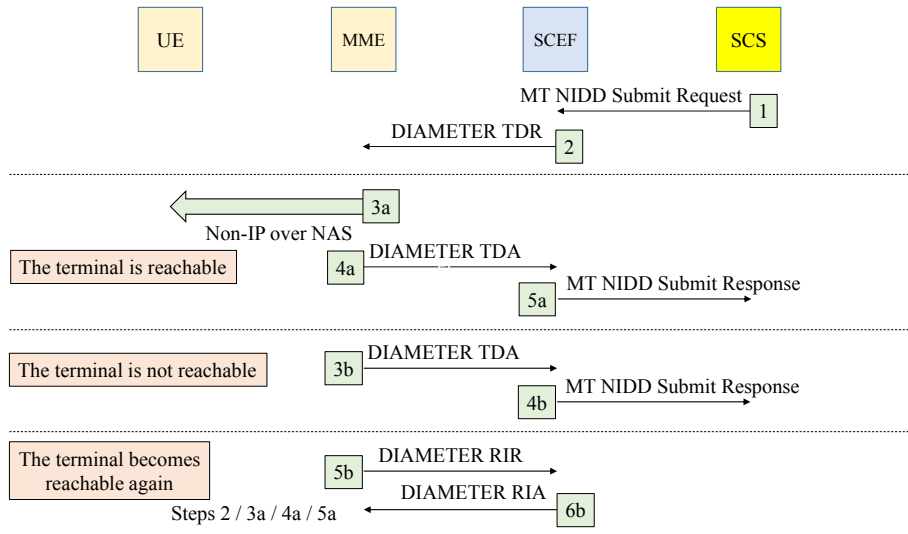 UE
MME
SCEF
SCS
MT NIDD Submit Request
1
DIAMETER TDR
2
3a
Non-IP over NAS
The terminal is reachable
4a
DIAMETER TDA
5a
MT NIDD Submit Response
The terminal is not reachable
3b
DIAMETER TDA
4b
MT NIDD Submit Response
The terminal becomes
reachable again
5b
DIAMETER RIR
DIAMETER RIA
6b
Steps 2 / 3a / 4a / 5a